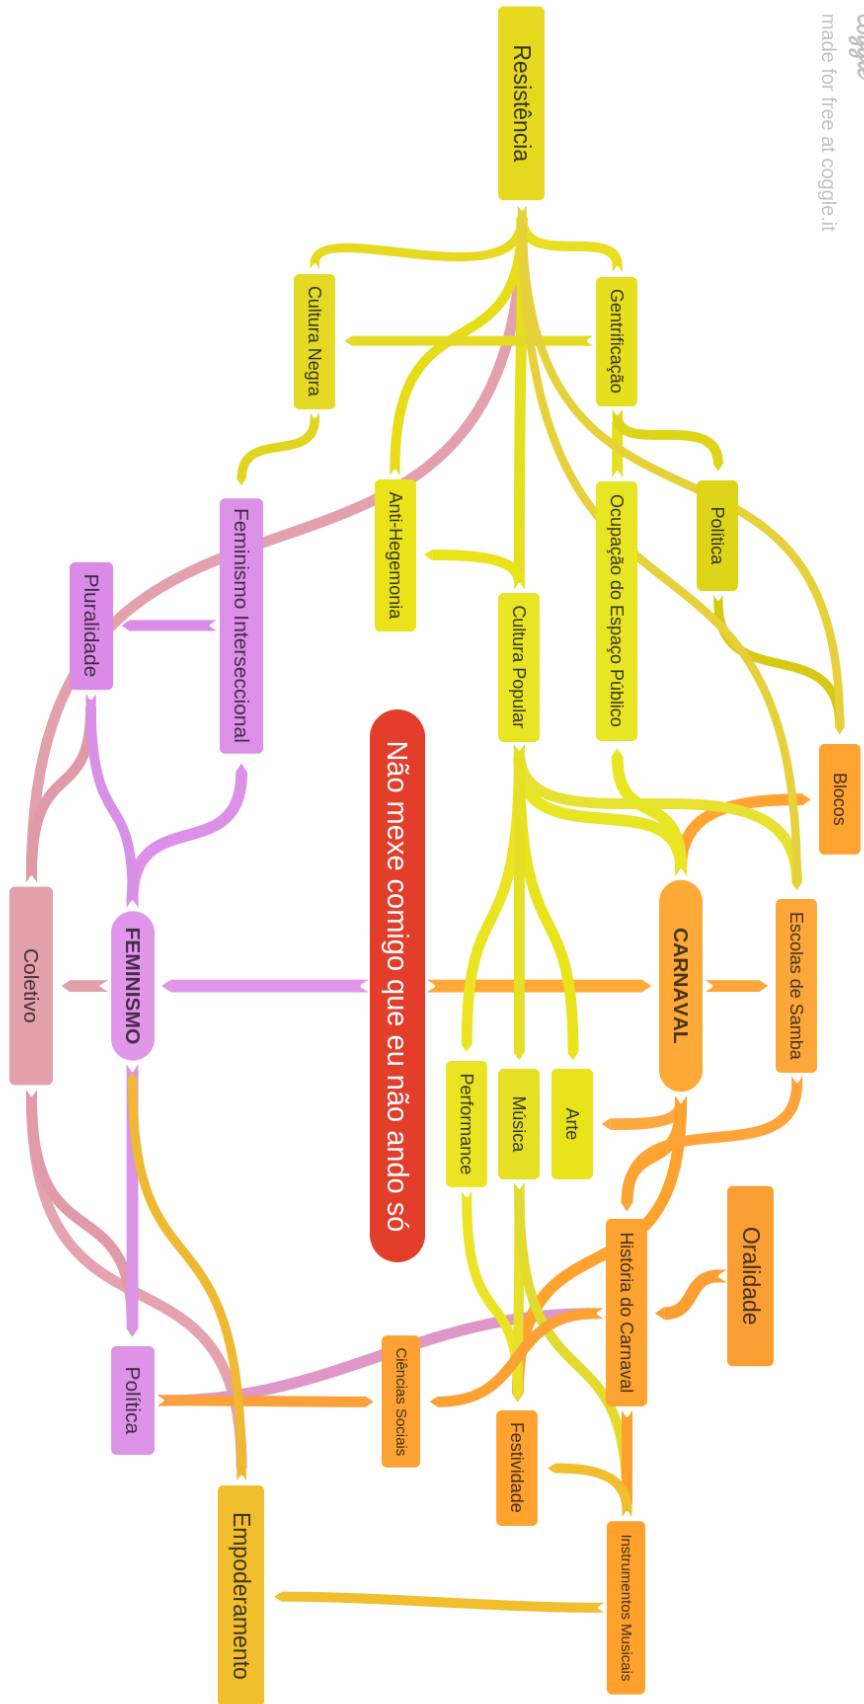 Coggle
made for free at coggle.it
Resistência
Gentrificação
Cultura Negra
Política
Ocupação do Espaço Público
Anti-Hegemonia
Feminismo Interseccional
Pluralidade
Cultura Popular
Blocos
Escolas de Samba
CARNAVAL
Não mexe comigo que eu não ando só
FEMINISMO
Coletivo
Arte
Música
Performance
Oralidade
História do Carnaval
Ciências Sociais
Política
Festividade
Instrumentos Musicais
Empoderamento